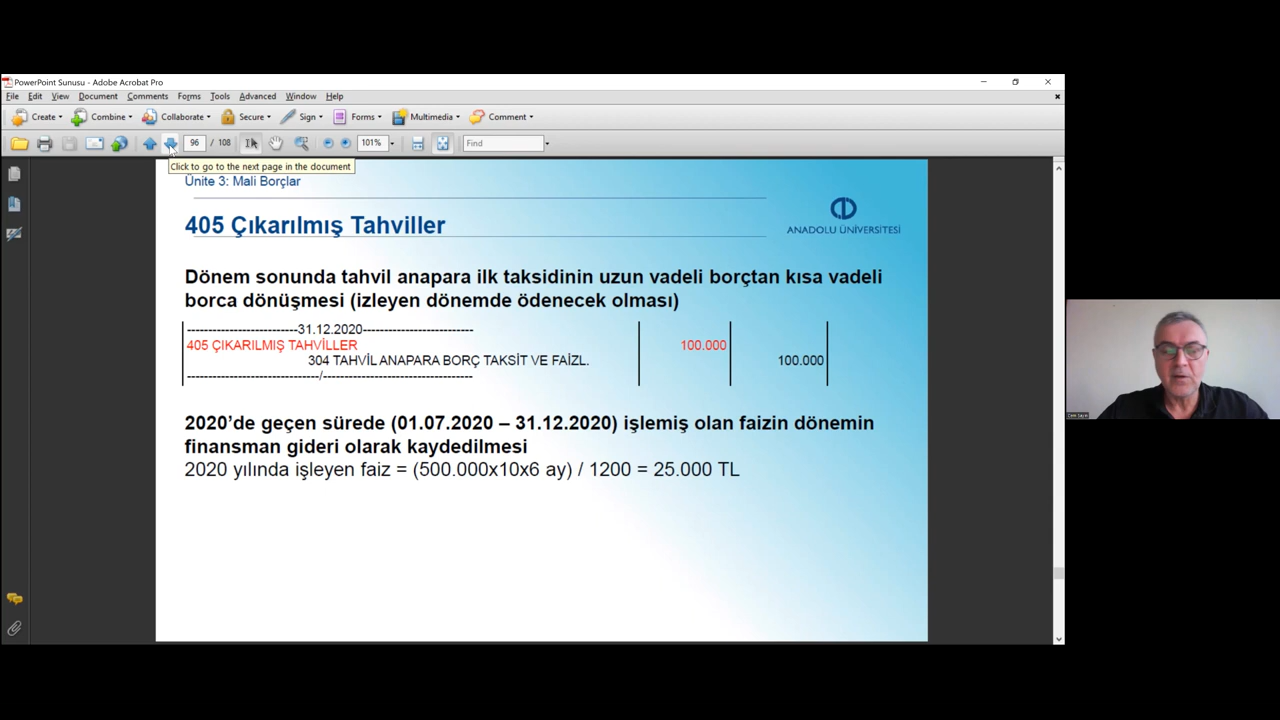 PowerPoint Sunusu - Adobe Acrobat Pro
File Edit View Document Comments Forms Tools Advanced Window Help
Create Combine Collaborate Secure Sign Forms Multimedia Comment
96 / 108 101% Find
Click to go to the next page in the document
Ünite 3: Mali Borçlar
405 Çıkarılmış Tahviller
ANADOLU ÜNİVERSİTESİ
Dönem sonunda tahvil anapara ilk taksidinin uzun vadeli borçtan kısa vadeli
borca dönüşmesi (izleyen dönemde ödenecek olması)
--------------------------31.12.2020--------------------------
405 ÇIKARILMIŞ TAHVİLLER 100.000
304 TAHVİL ANAPARA BORÇ TAKSİT VE FAİZL. 100.000
-------------------------------/-----------------------------------
2020’de geçen sürede (01.07.2020 – 31.12.2020) işlemiş olan faizin dönemin
finansman gideri olarak kaydedilmesi
2020 yılında işleyen faiz = (500.000x10x6 ay) / 1200 = 25.000 TL